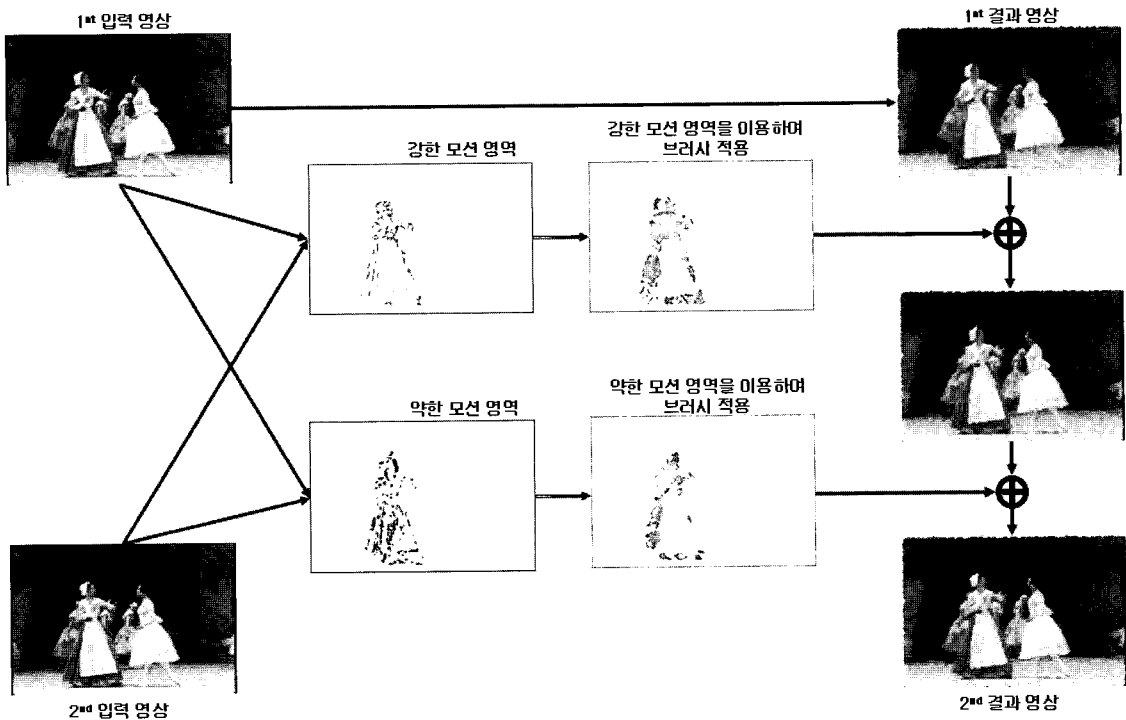 1st 입력 영상
1st 결과 영상
강한 모션 영역
강한 모션 영역을 이용하며
브러시 적용
약한 모션 영역
약한 모션 영역을 이용하며
브러시 적용
2nd 입력 영상
2nd 결과 영상